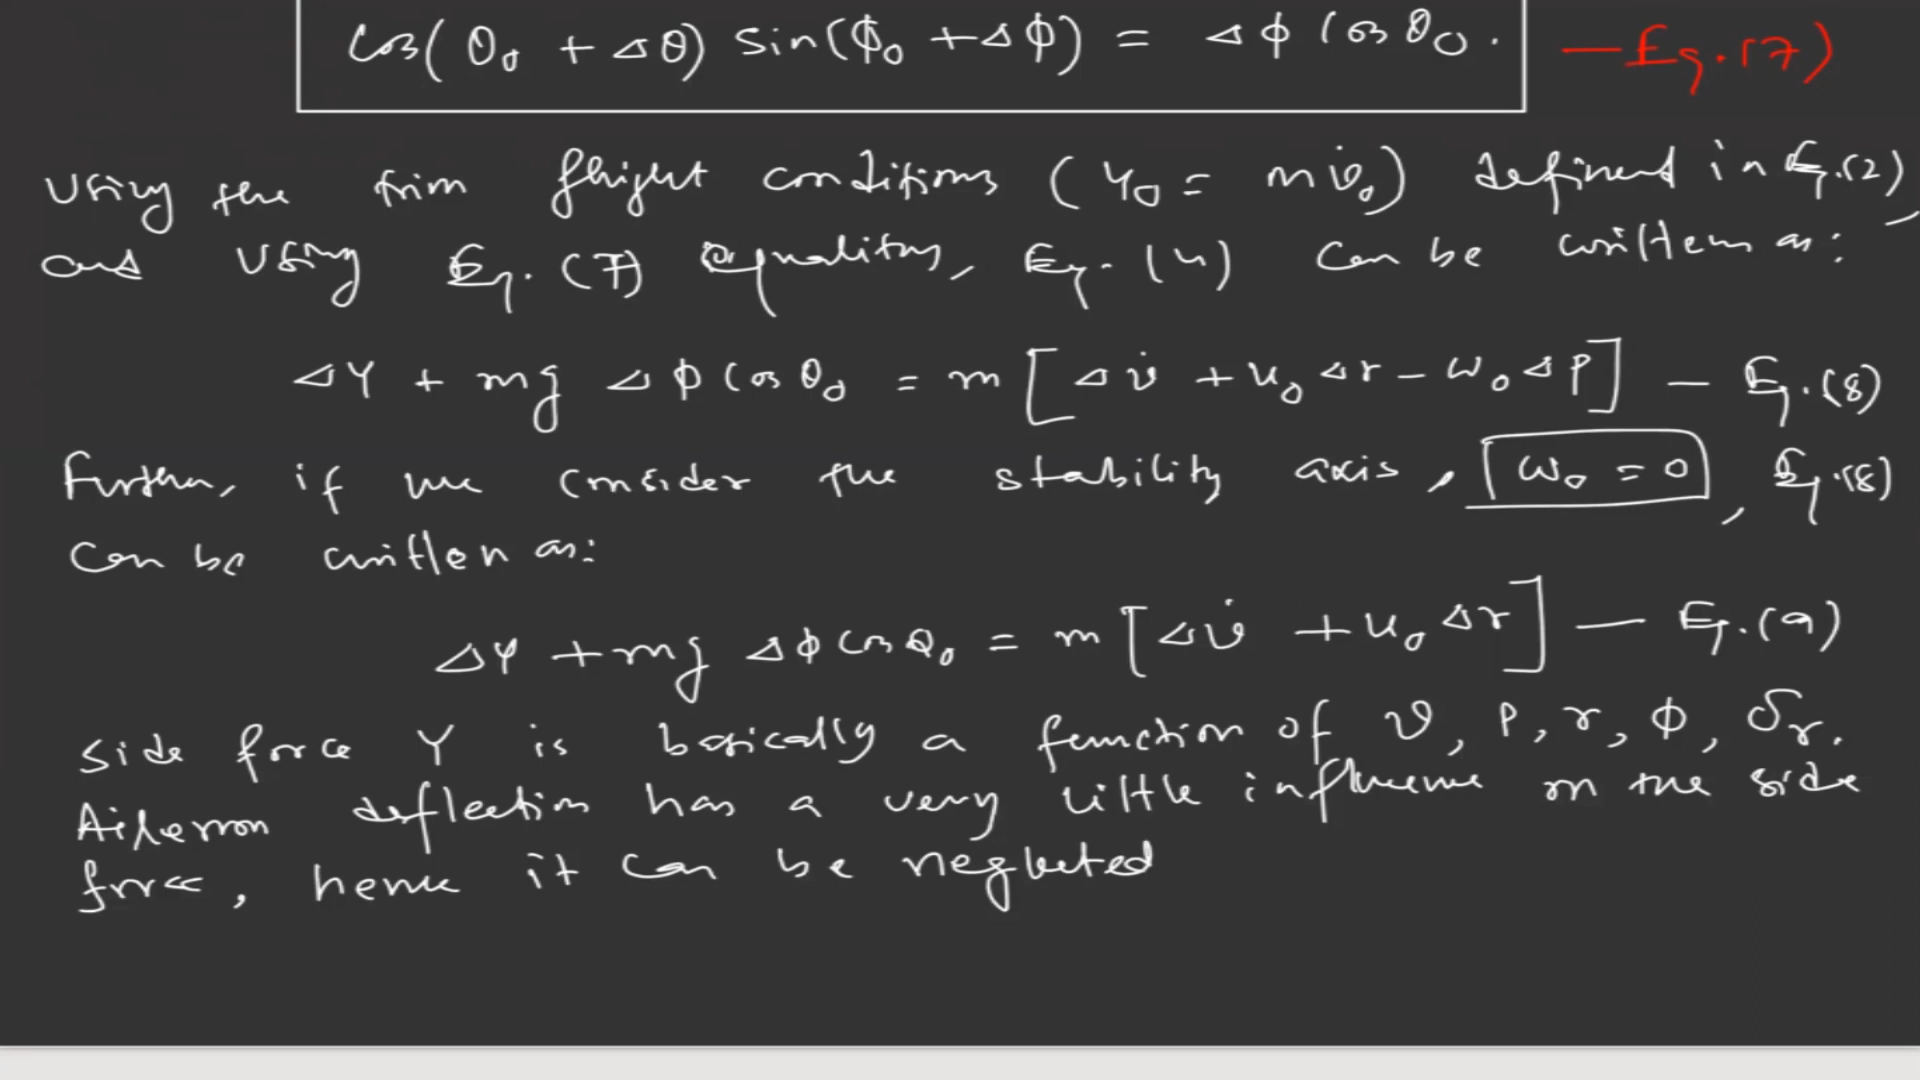 Cos(θ₀ + Δθ) Sin(ϕ₀ + Δϕ) = Δϕ Cos θ₀. — Eq.(7)
Using the trim flight conditions (Y₀ = mv̇₀) defined in Eq.(2),
and using Eq.(7) equality, Eq.(4) can be written as:
ΔY + mg Δϕ Cos θ₀ = m[Δv̇ + u₀Δr − w₀Δp] — Eq.(8)
further, if we consider the stability axis, w₀ = 0, Eq.(8)
can be written as:
ΔY + mg Δϕ Cos θ₀ = m[Δv̇ + u₀Δr] — Eq.(9)
Side force Y is basically a function of v, p, r, ϕ, δr.
Aileron deflection has a very little influence on the side
force, hence it can be neglected